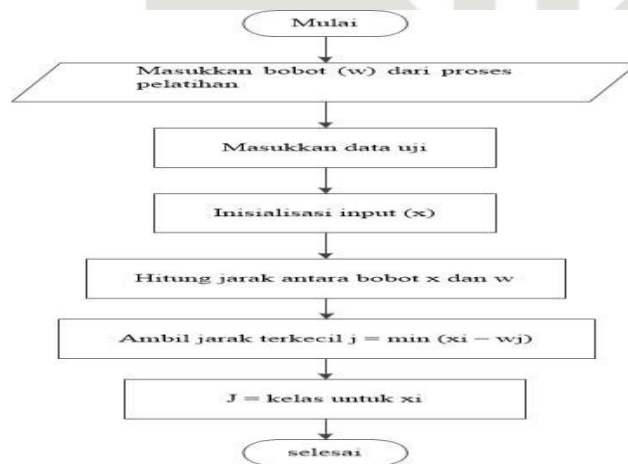 Mulai
Masukkan bobot (w) dari proses
pelatihan
Masukkan data uji
Inisialisasi input (x)
Hitung jarak antara bobot x dan w
Ambil jarak terkecil j = min (xi – wj)
J = kelas untuk xi
selesai